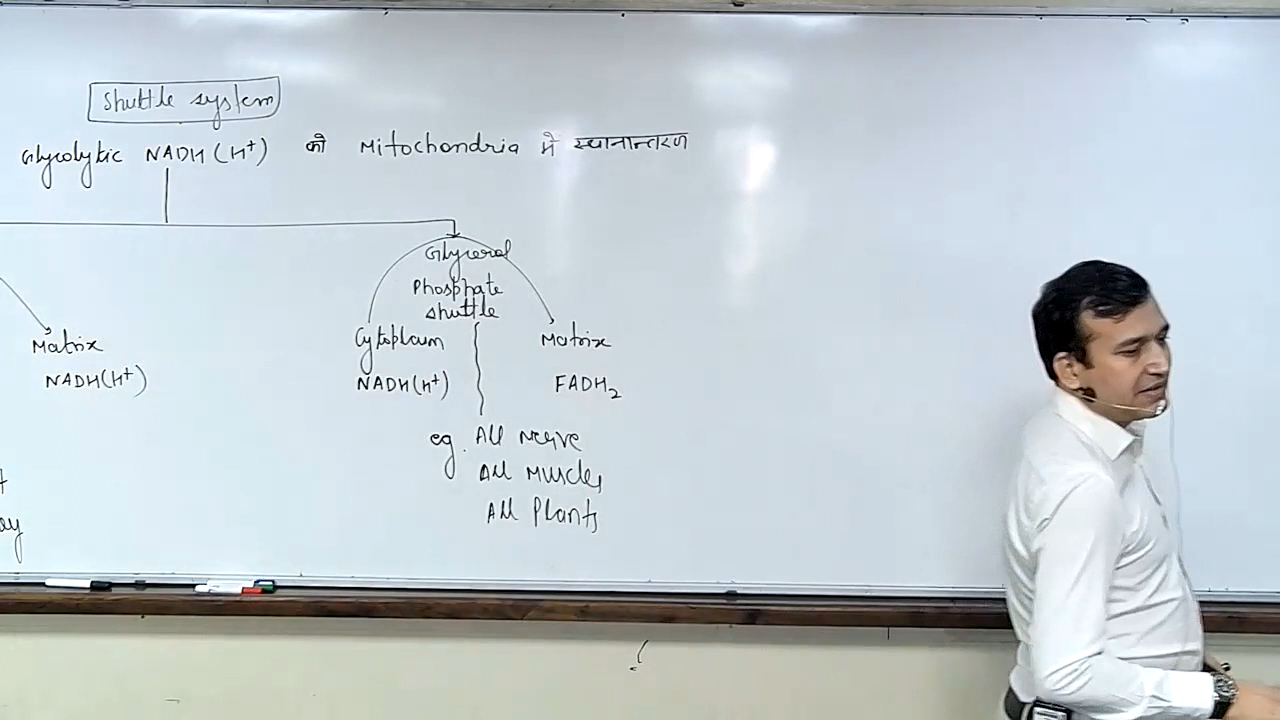 Shuttle system
Glycolytic NADH(H⁺) को Mitochondria में स्थानान्तरण
Glycerol
Phosphate
shuttle
Matrix
NADH(H⁺)
Cytoplasm
NADH(H⁺)
Matrix
FADH₂
eg. All nerve
All Muscles
All Plants